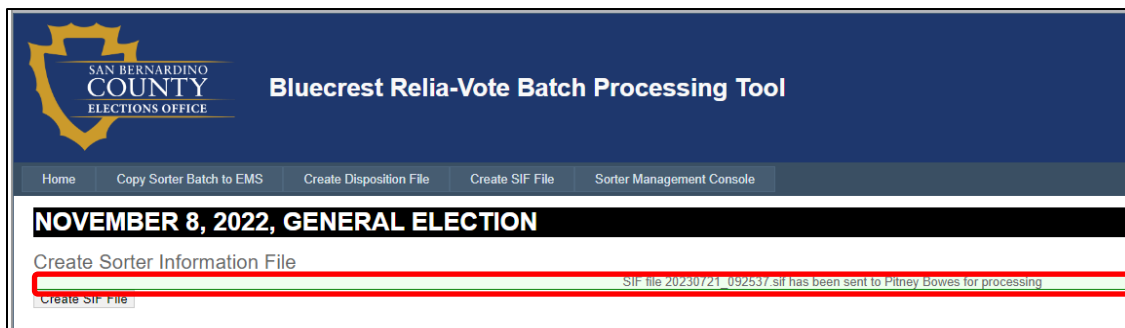 SAN BERNARDINO
COUNTY
ELECTIONS OFFICE
Bluecrest Relia-Vote Batch Processing Tool
Home Copy Sorter Batch to EMS Create Disposition File Create SIF File Sorter Management Console
NOVEMBER 8, 2022, GENERAL ELECTION
Create Sorter Information File
SIF file 20230721_092537.sif has been sent to Pitney Bowes for processing
Create SIF File